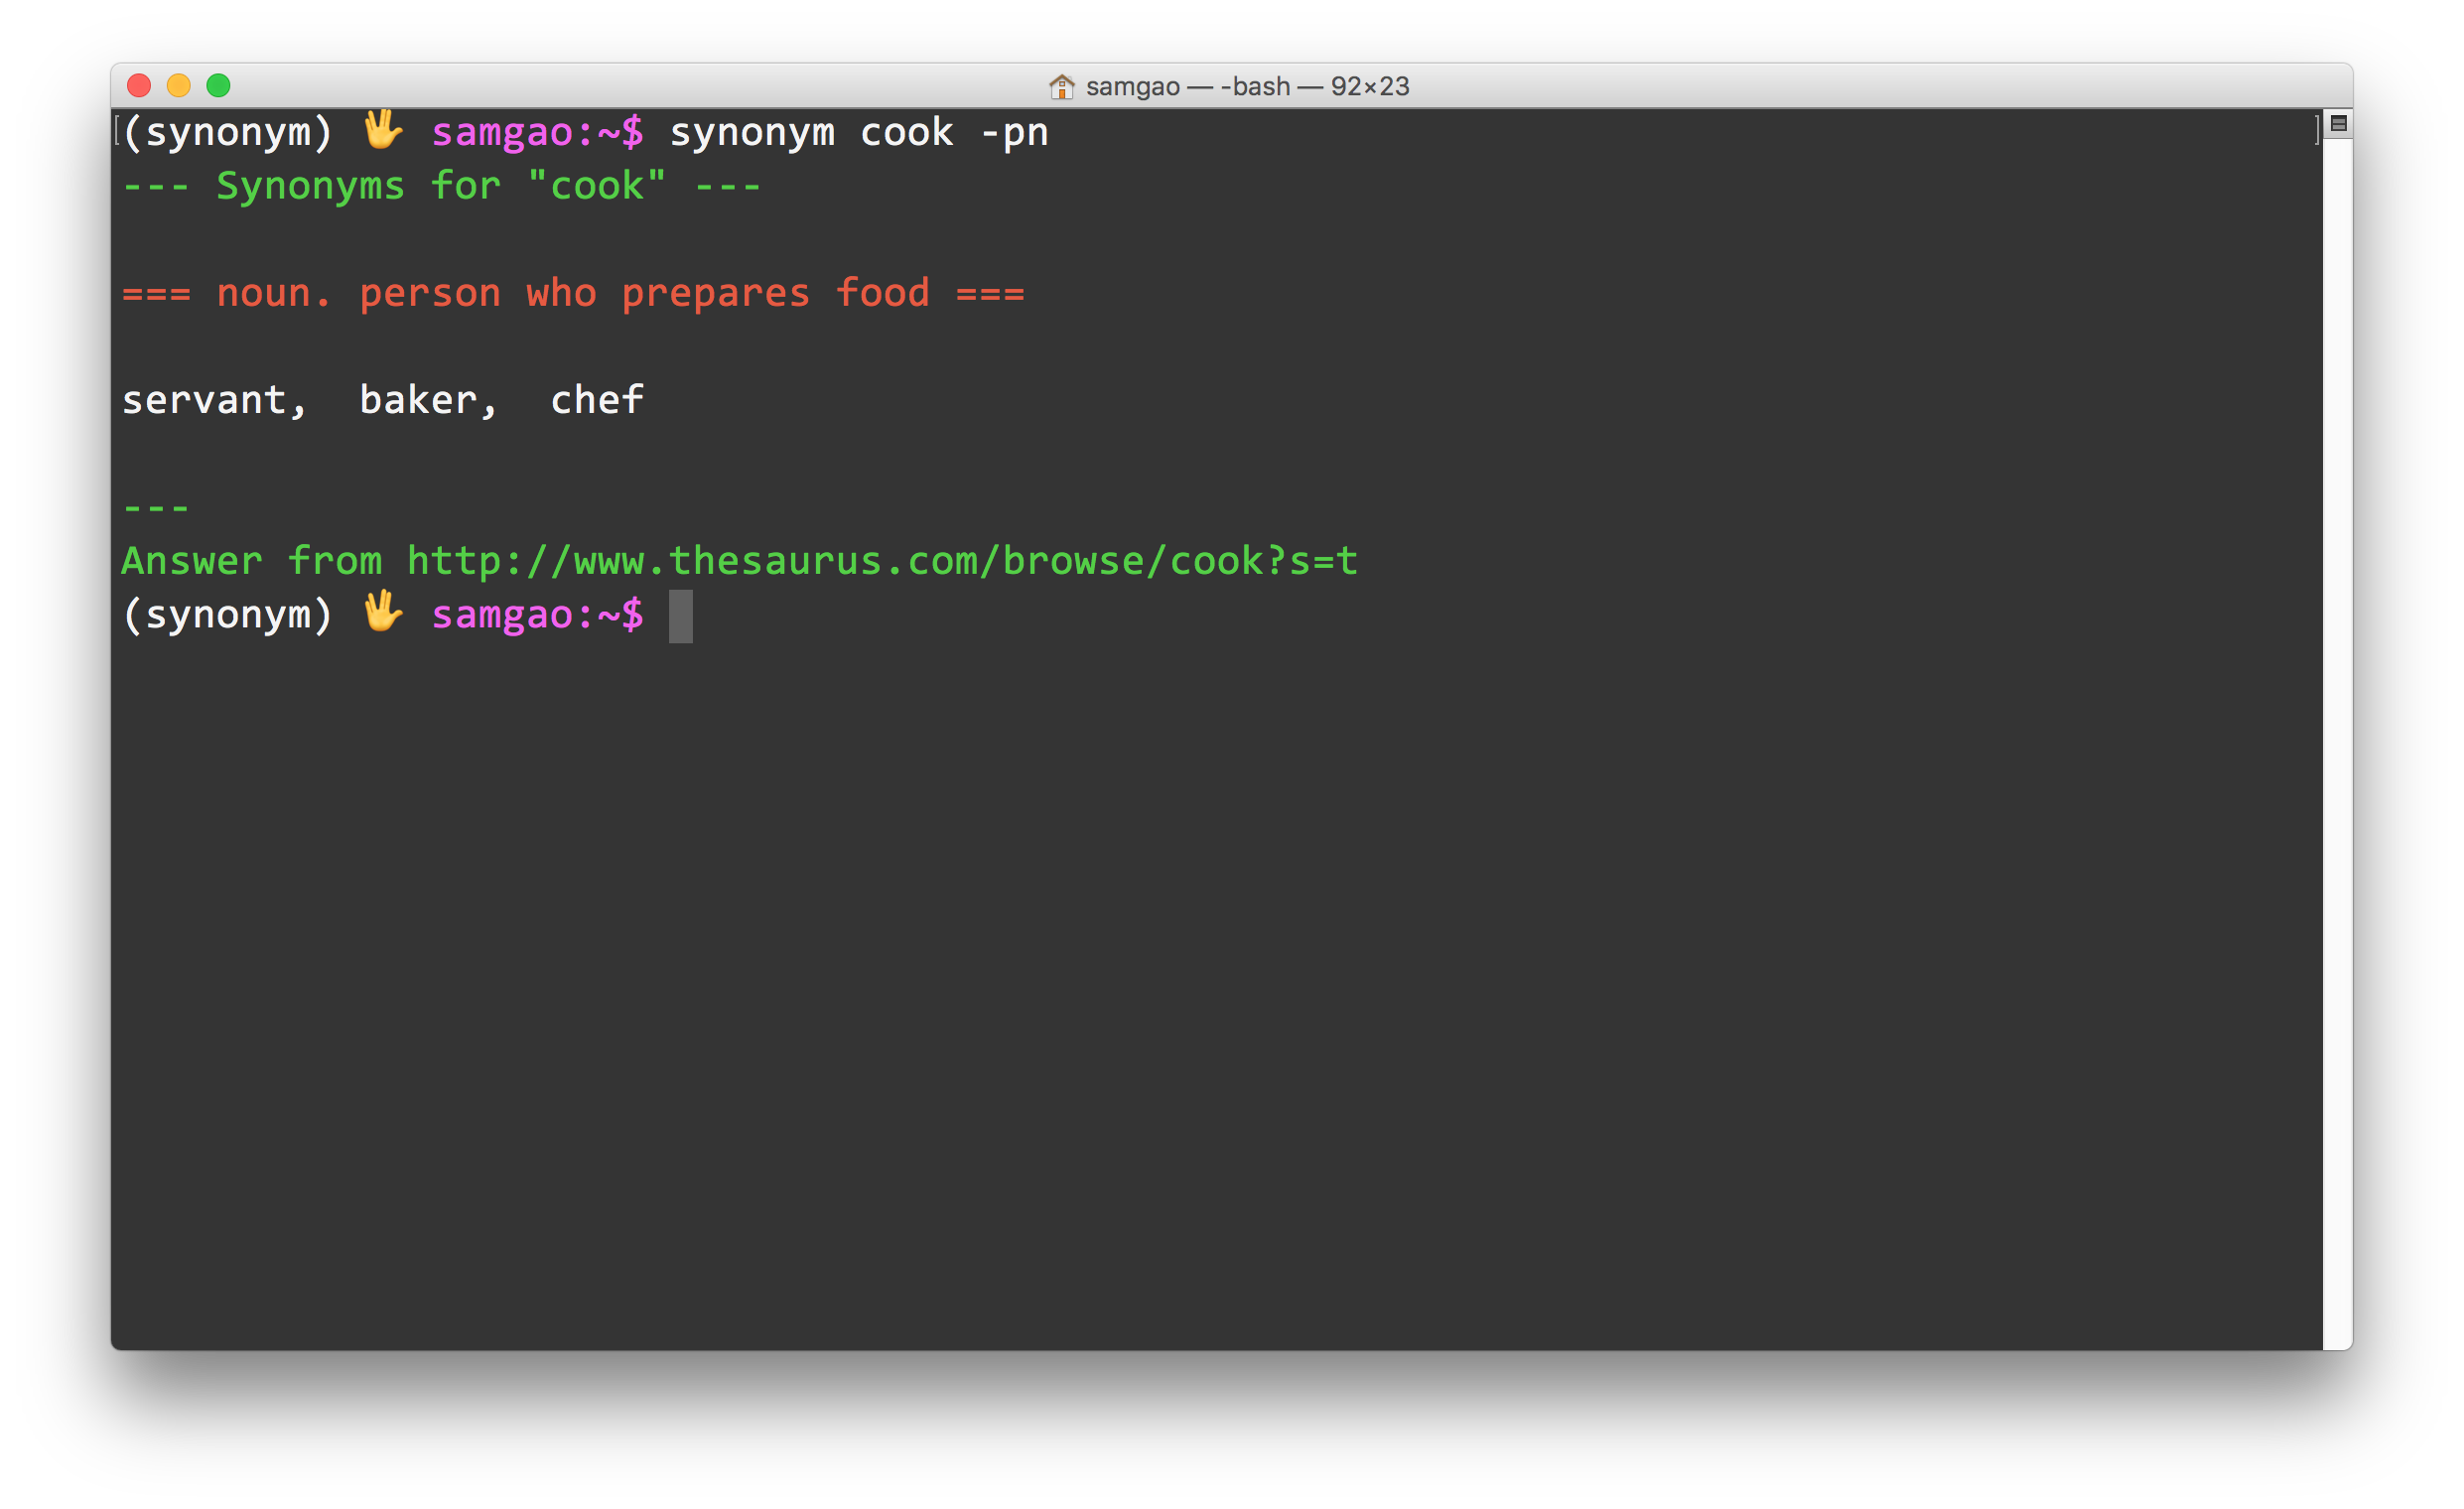 samgao — -bash — 92×23
(synonym) 🖖 samgao:~$ synonym cook -pn
--- Synonyms for "cook" ---
=== noun. person who prepares food ===
servant,  baker,  chef
---
Answer from http://www.thesaurus.com/browse/cook?s=t
(synonym) 🖖 samgao:~$